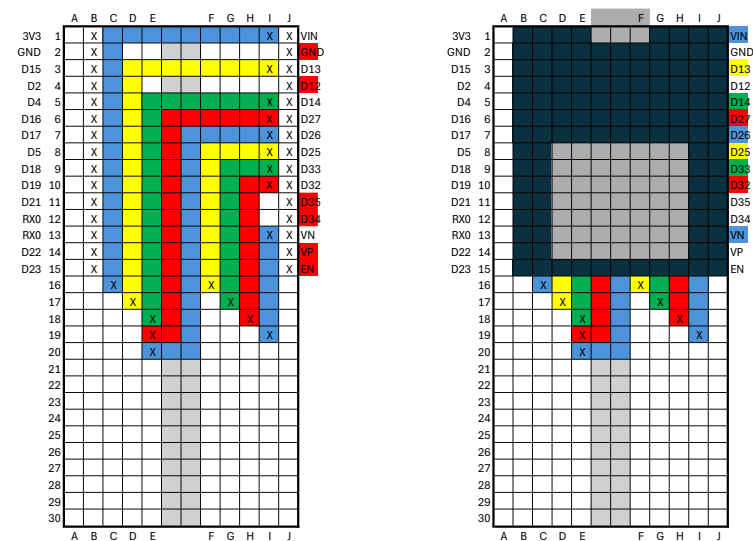 A B C D E F G H I J
3V3 1 X X X VIN
GND 2 X X GND
D15 3 X X X D13
D2 4 X X D12
D4 5 X X X D14
D16 6 X X X D27
D17 7 X X X D26
D5 8 X X X D25
D18 9 X X X D33
D19 10 X X X D32
D21 11 X X D35
RX0 12 X X D34
RX0 13 X X X VN
D22 14 X X VP
D23 15 X X EN
16 X X
17 X X
18 X X
19 X X
20 X
21
22
23
24
25
26
27
28
29
30
A B C D E F G H I J
A B C D E F G H I J
3V3 1 VIN
GND 2 GND
D15 3 D13
D2 4 D12
D4 5 D14
D16 6 D27
D17 7 D26
D5 8 D25
D18 9 D33
D19 10 D32
D21 11 D35
RX0 12 D34
RX0 13 VN
D22 14 VP
D23 15 EN
16 X X
17 X X
18 X X
19 X X
20 X
21
22
23
24
25
26
27
28
29
30
A B C D E F G H I J